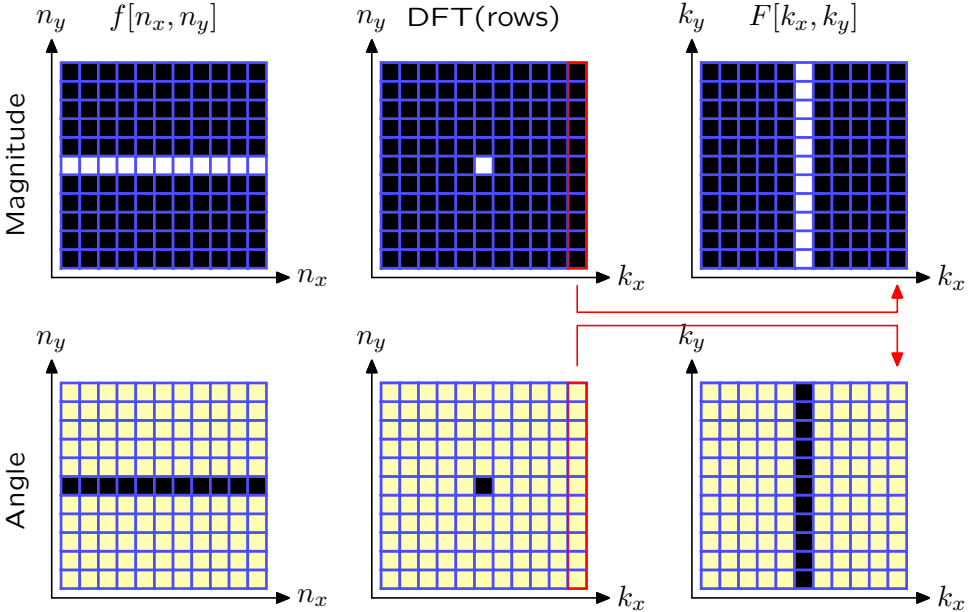 f[n_x, n_y] DFT(rows) F[k_x, k_y]
n_y n_y k_y
Magnitude
n_x k_x k_x
n_y n_y k_y
Angle
n_x k_x k_x